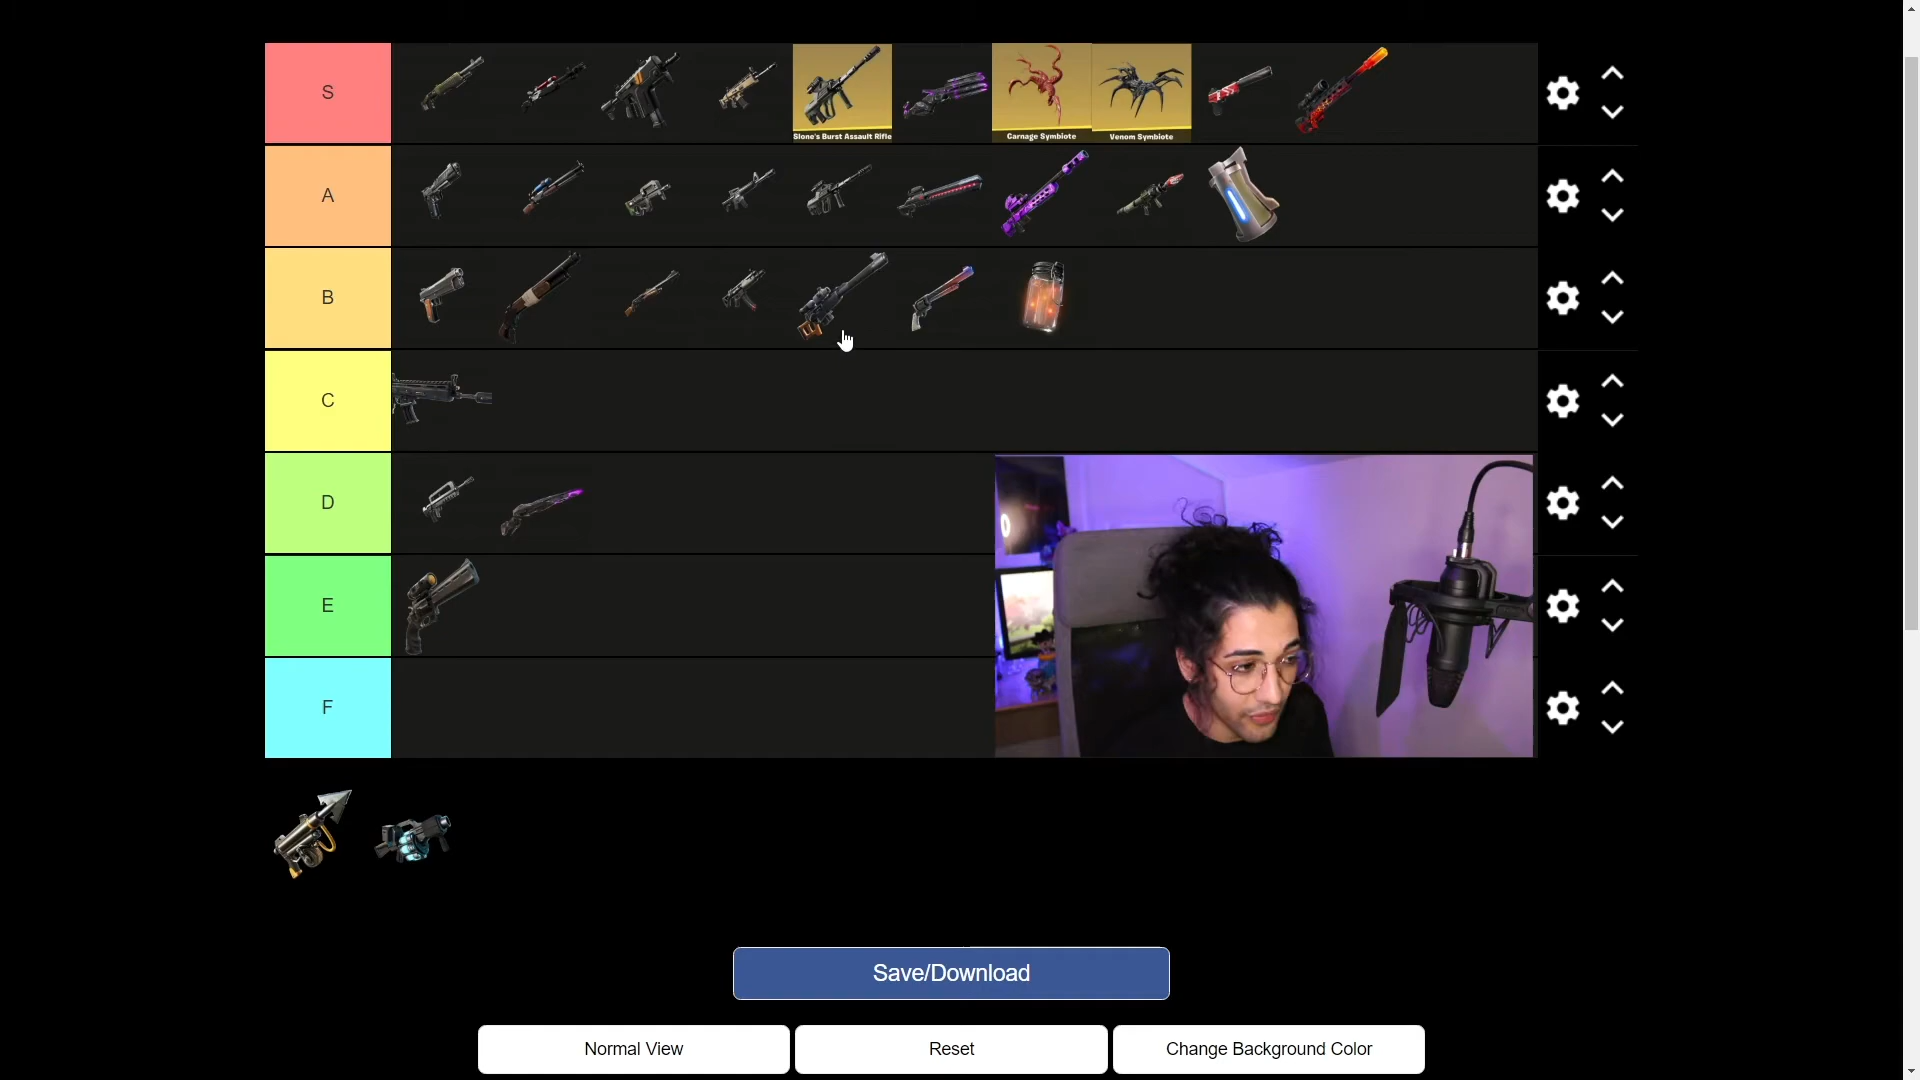 S
Slone's Burst Assault Rifle
Carnage Symbiote
Venom Symbiote
A
B
C
D
E
F
Save/Download
Normal View
Reset
Change Background Color